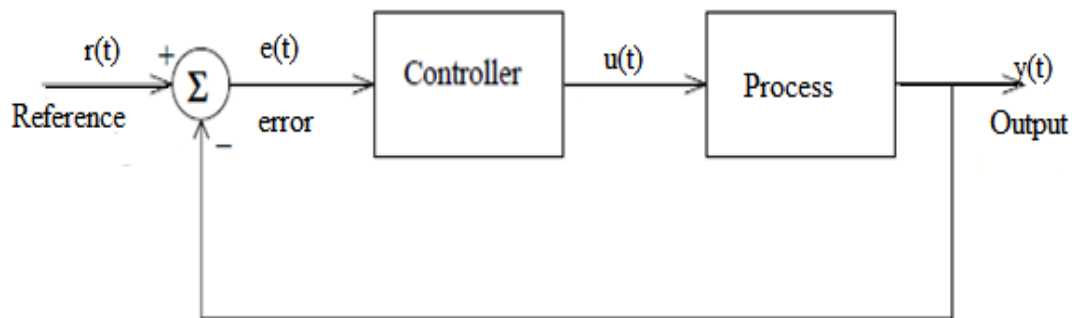 r(t)
+
Σ
e(t)
Controller
u(t)
Process
y(t)
Reference
error
Output
−